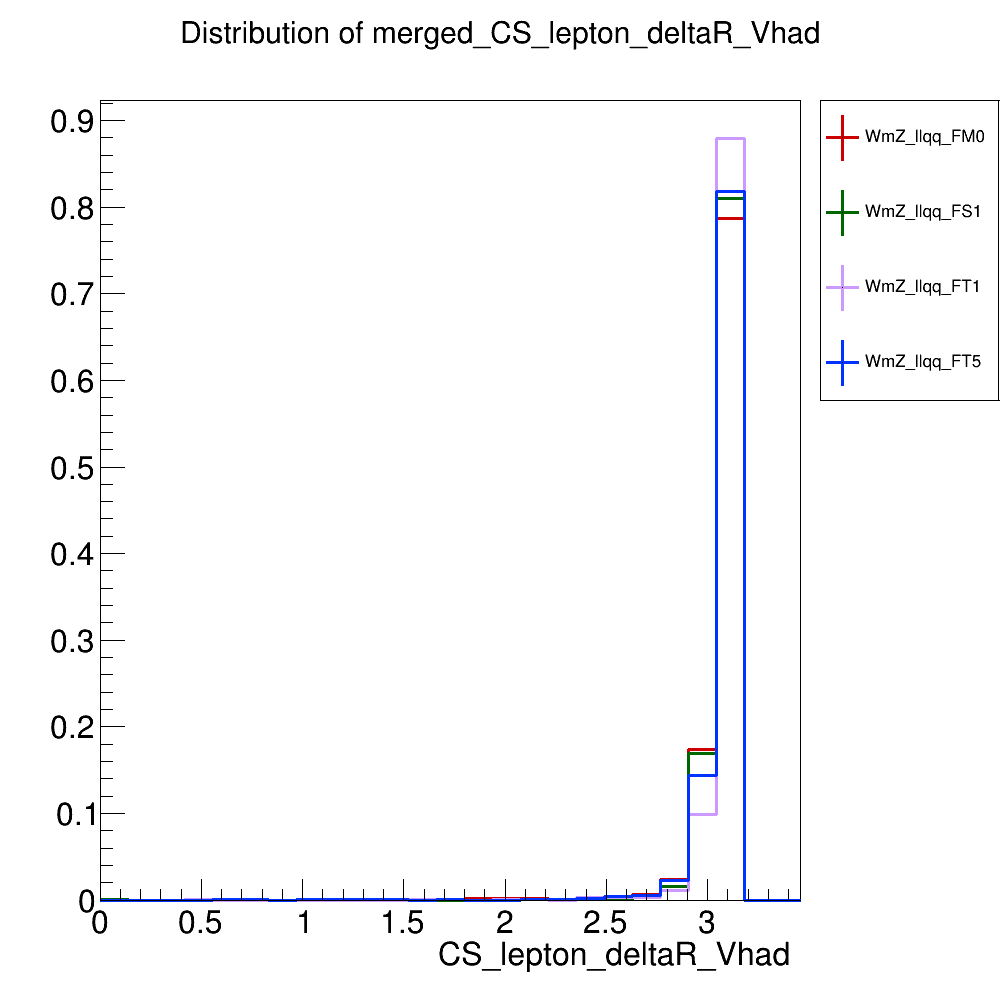 Distribution of merged_CS_lepton_deltaR_Vhad
0.9
0.8
0.7
0.6
0.5
0.4
0.3
0.2
0.1
0
0 0.5 1 1.5 2 2.5 3
CS_lepton_deltaR_Vhad
WmZ_llqq_FM0
WmZ_llqq_FS1
WmZ_llqq_FT1
WmZ_llqq_FT5